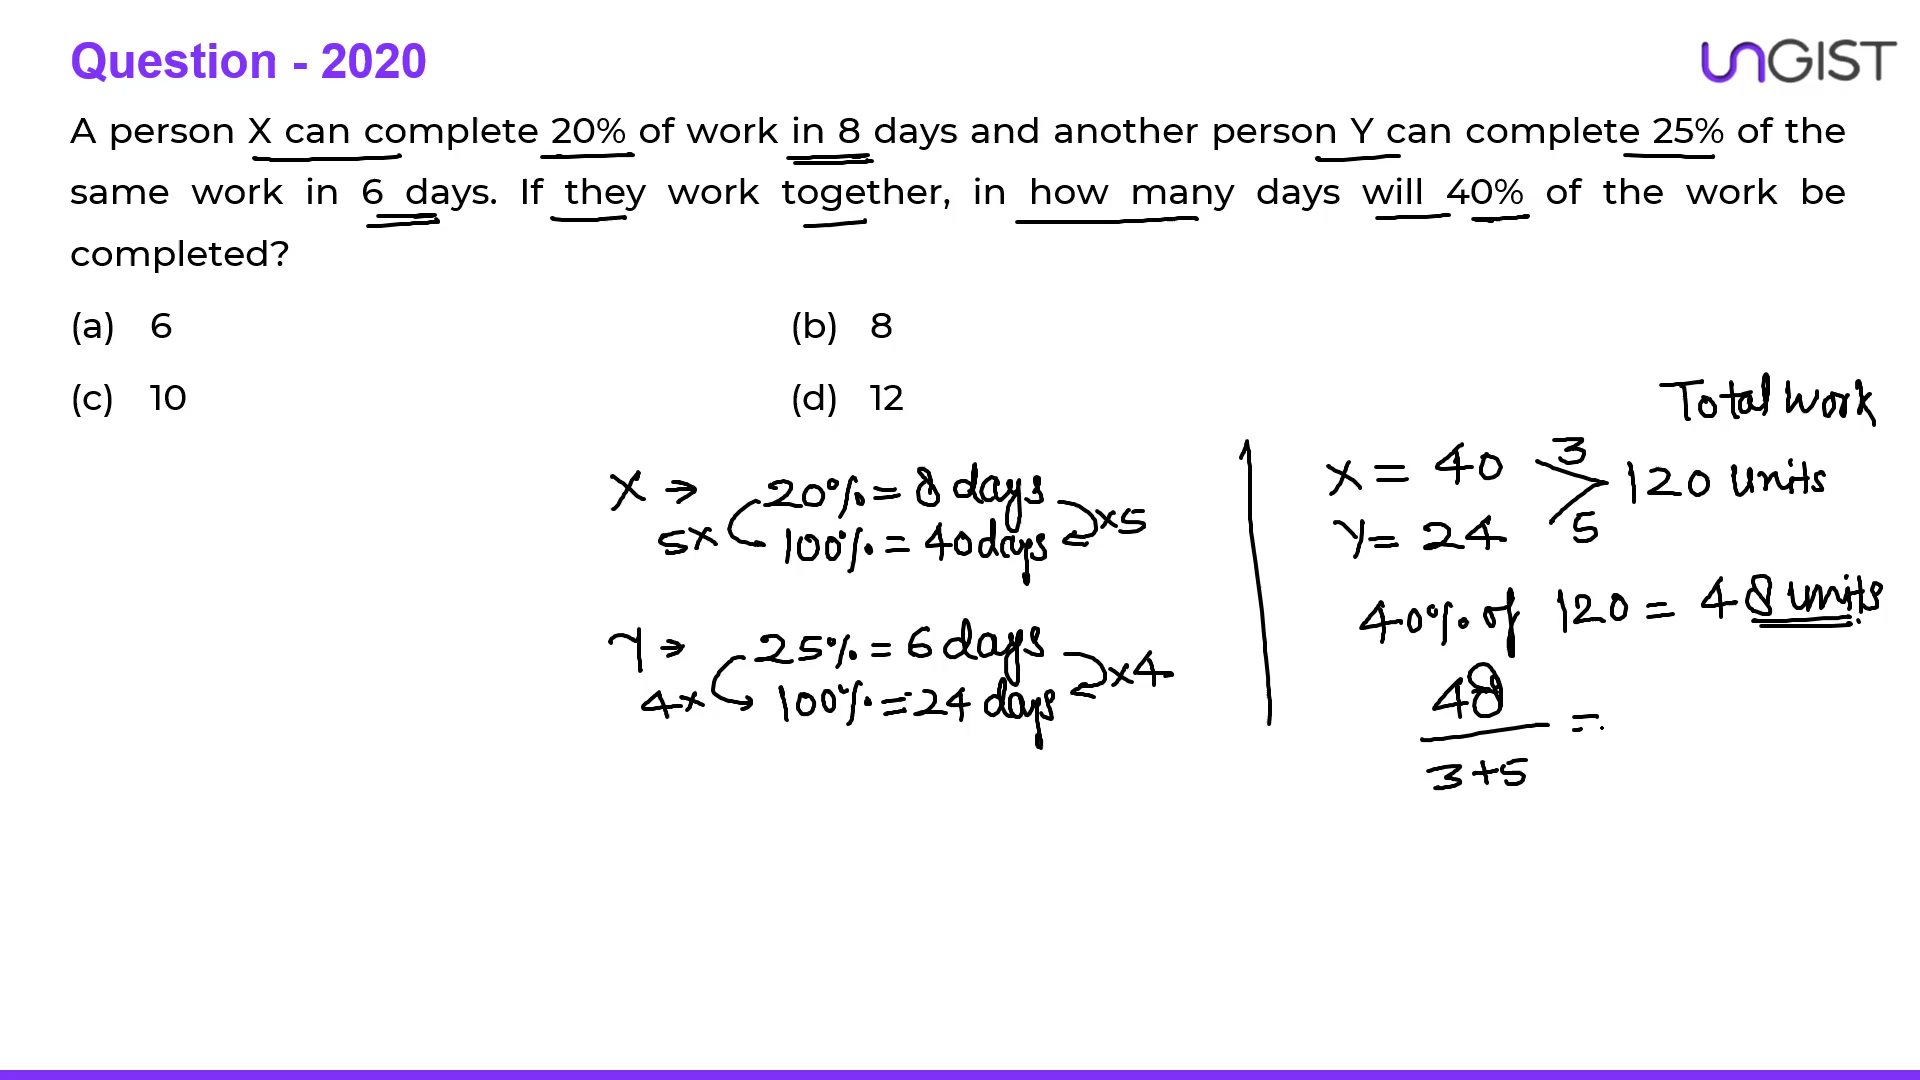 Question - 2020
UNGIST
A person X can complete 20% of work in 8 days and another person Y can complete 25% of the
same work in 6 days. If they work together, in how many days will 40% of the work be
completed?
(a) 6
(b) 8
(c) 10
(d) 12
X → 20% = 8 days
5x 100% = 40 days x5
Y → 25% = 6 days
4x 100% = 24 days x4
Total work
X = 40 3
120 units
Y = 24 5
40% of 120 = 48 units
48
3+5
=